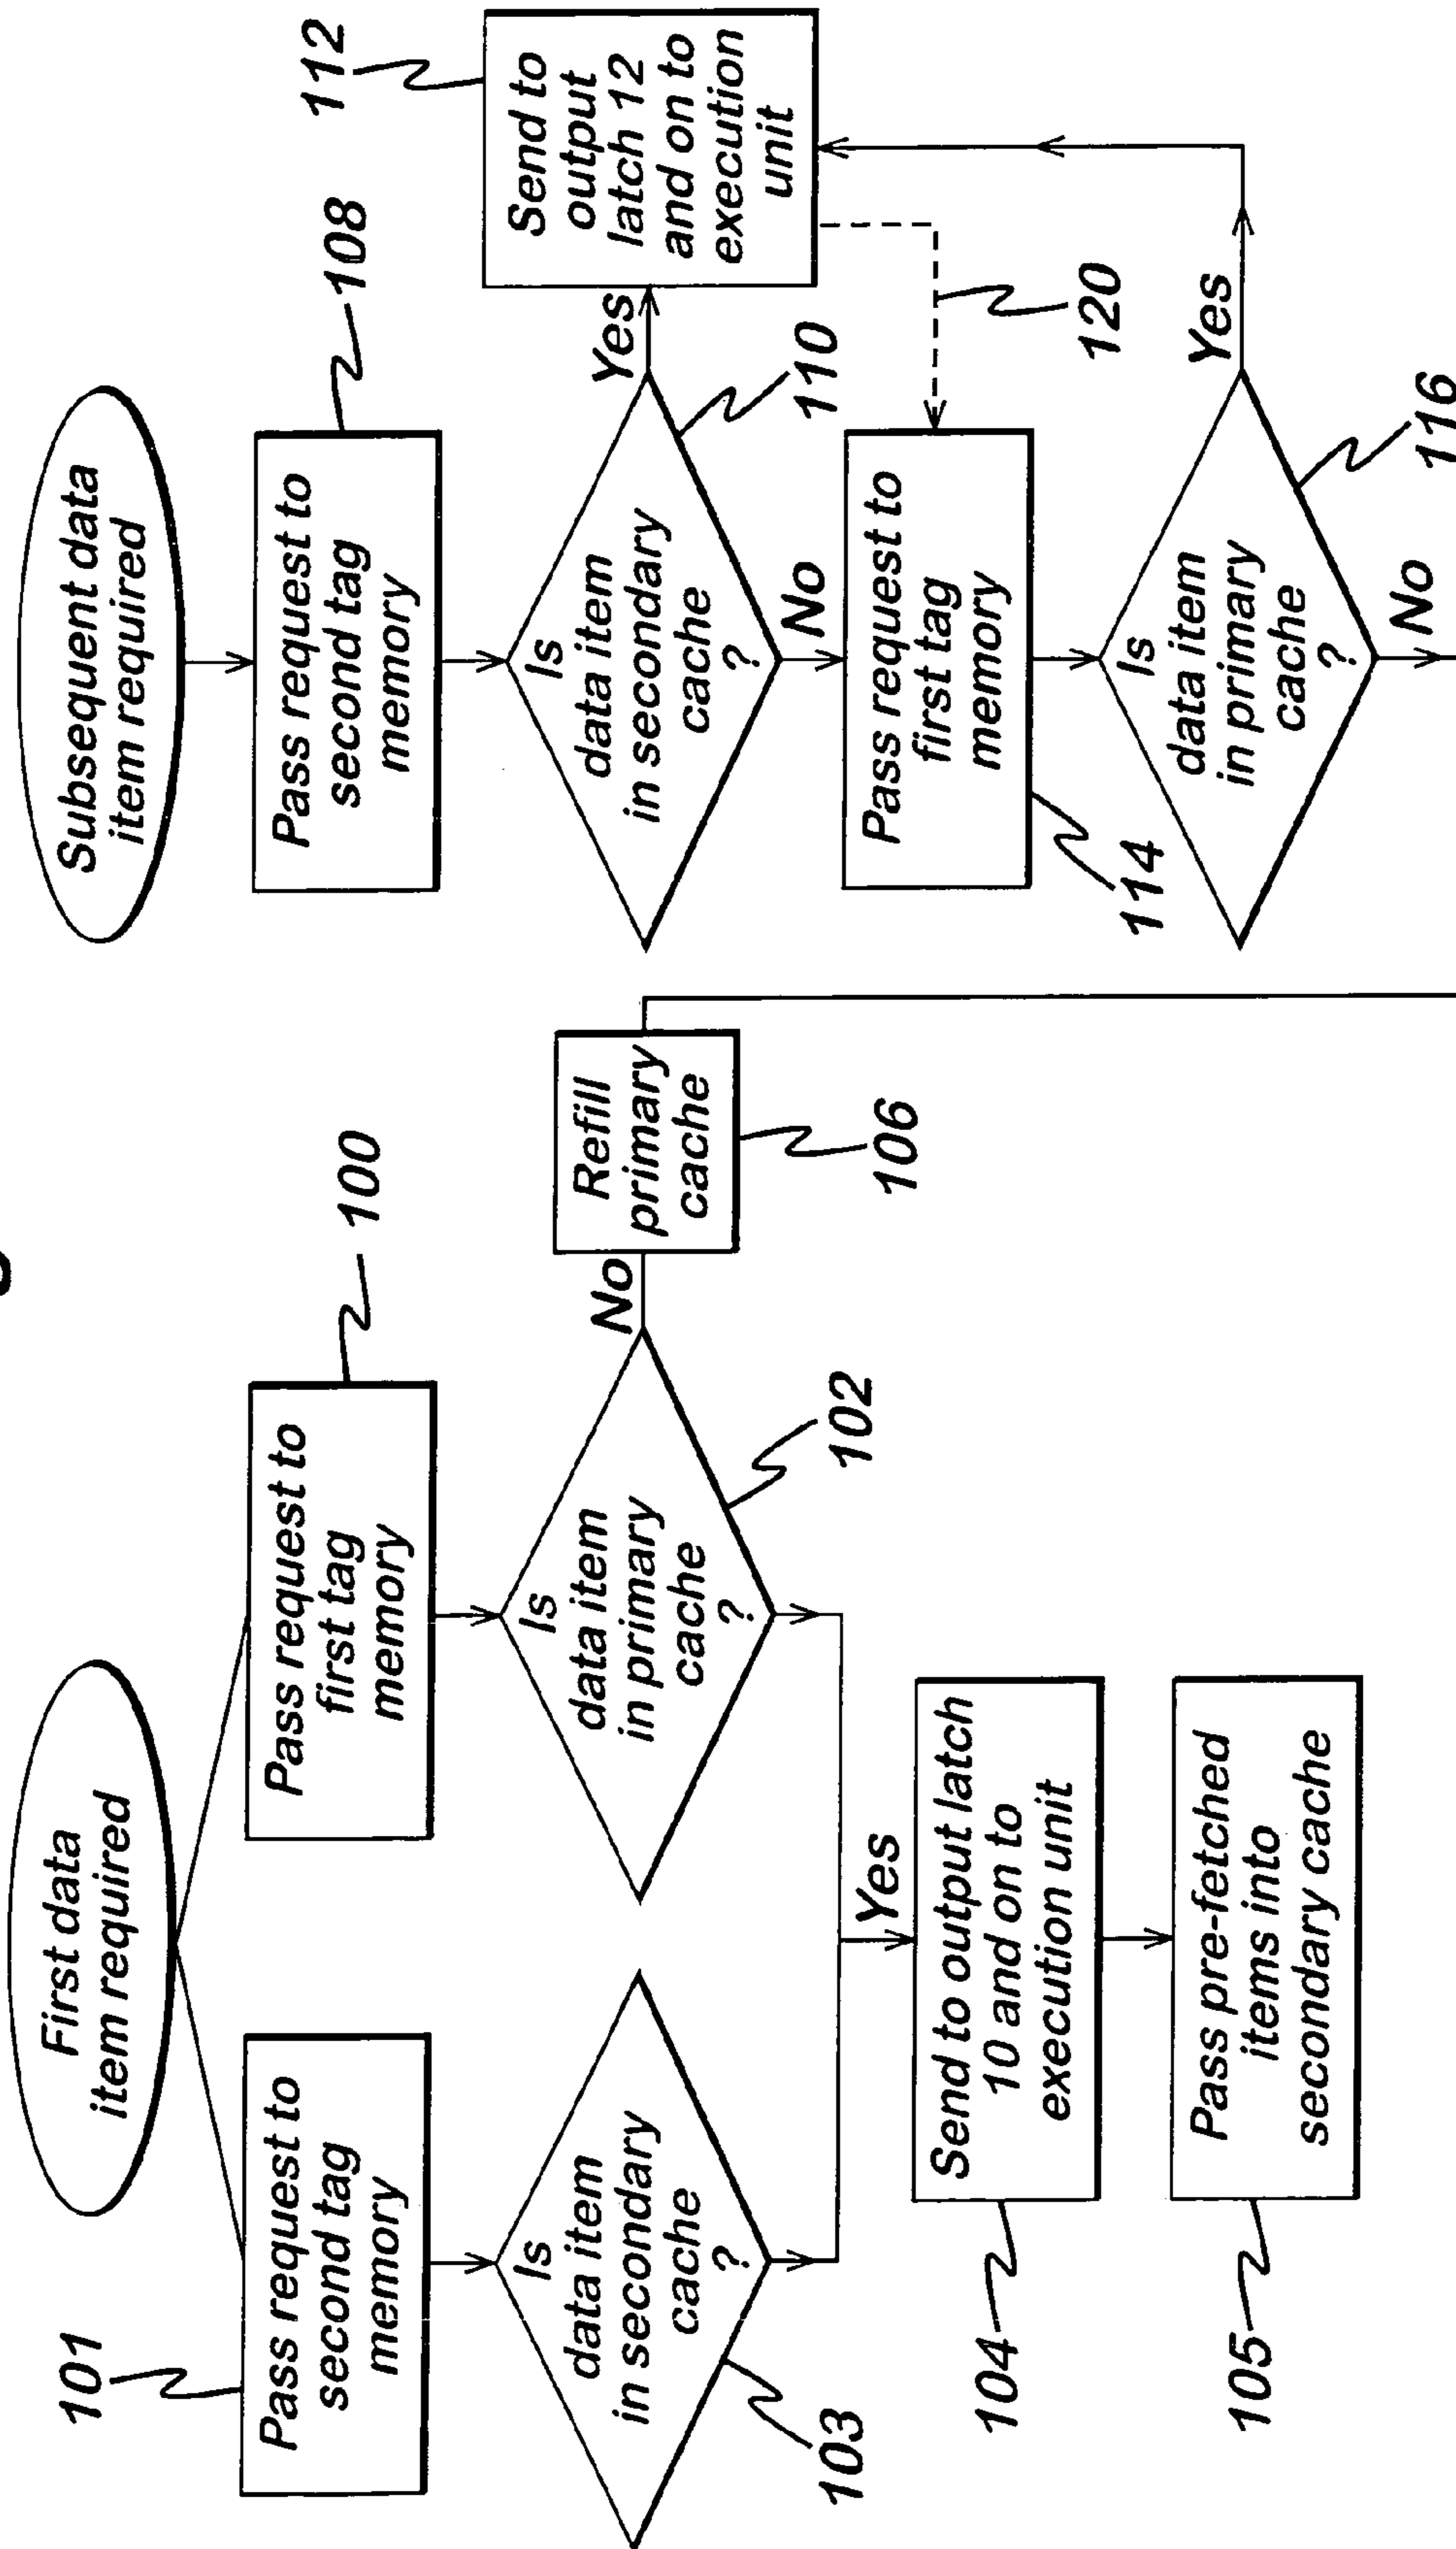 First data
item required
101
Pass request to
second tag
memory
Pass request to
first tag
memory
100
Is
data item
in secondary
cache
?
103
Is
data item
in primary
cache
?
102
No
Refill
primary
cache
106
Yes
104
Send to output latch
10 and on to
execution unit
105
Pass pre-fetched
items into
secondary cache
Subsequent data
item required
Pass request to
second tag
memory
108
Is
data item
in secondary
cache
?
110
Yes
Send to
output
latch 12
and on to
execution
unit
112
No
120
Pass request to
first tag
memory
114
Is
data item
in primary
cache
?
116
Yes
No